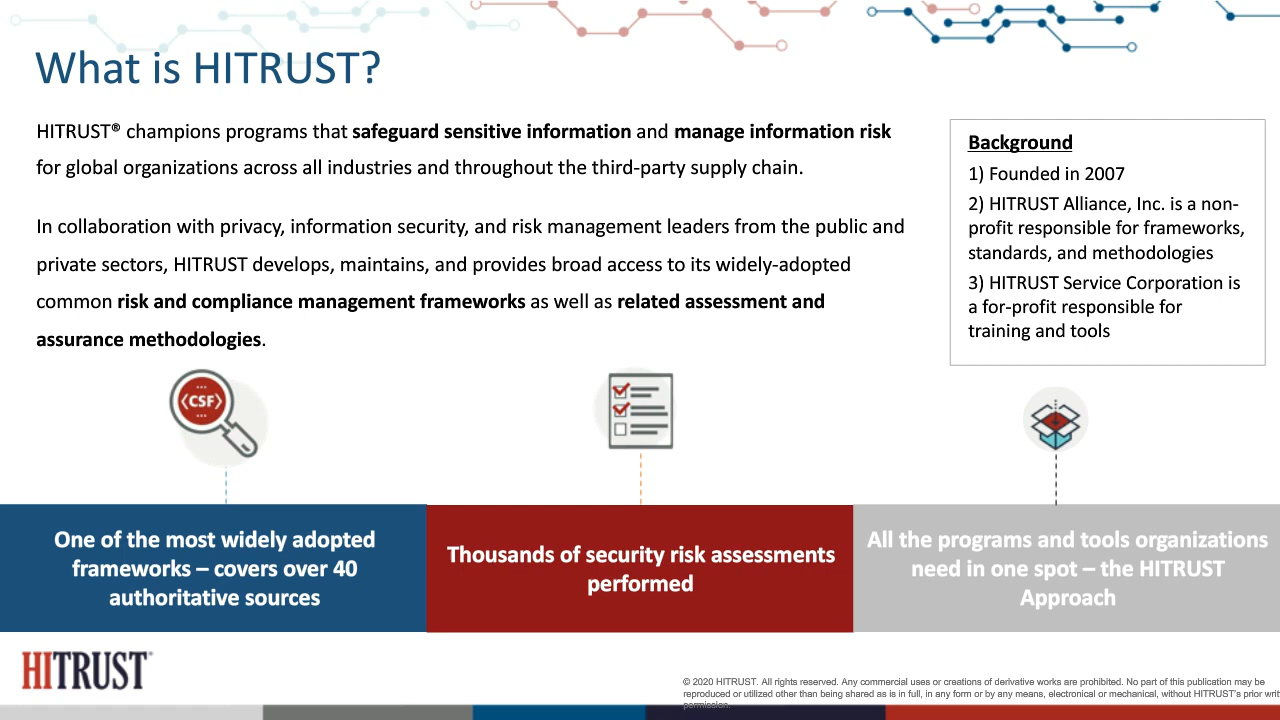 What is HITRUST?
HITRUST® champions programs that safeguard sensitive information and manage information risk
for global organizations across all industries and throughout the third-party supply chain.
In collaboration with privacy, information security, and risk management leaders from the public and
private sectors, HITRUST develops, maintains, and provides broad access to its widely-adopted
common risk and compliance management frameworks as well as related assessment and
assurance methodologies.
Background
1) Founded in 2007
2) HITRUST Alliance, Inc. is a non-
profit responsible for frameworks,
standards, and methodologies
3) HITRUST Service Corporation is
a for-profit responsible for
training and tools
<CSF>
One of the most widely adopted
frameworks – covers over 40
authoritative sources
Thousands of security risk assessments
performed
All the programs and tools organizations
need in one spot – the HITRUST
Approach
HITRUST®
© 2020 HITRUST. All rights reserved. Any commercial uses or creations of derivative works are prohibited. No part of this publication may be
reproduced or utilized other than being shared as is in full, in any form or by any means, electronical or mechanical, without HITRUST's prior writ
permission.